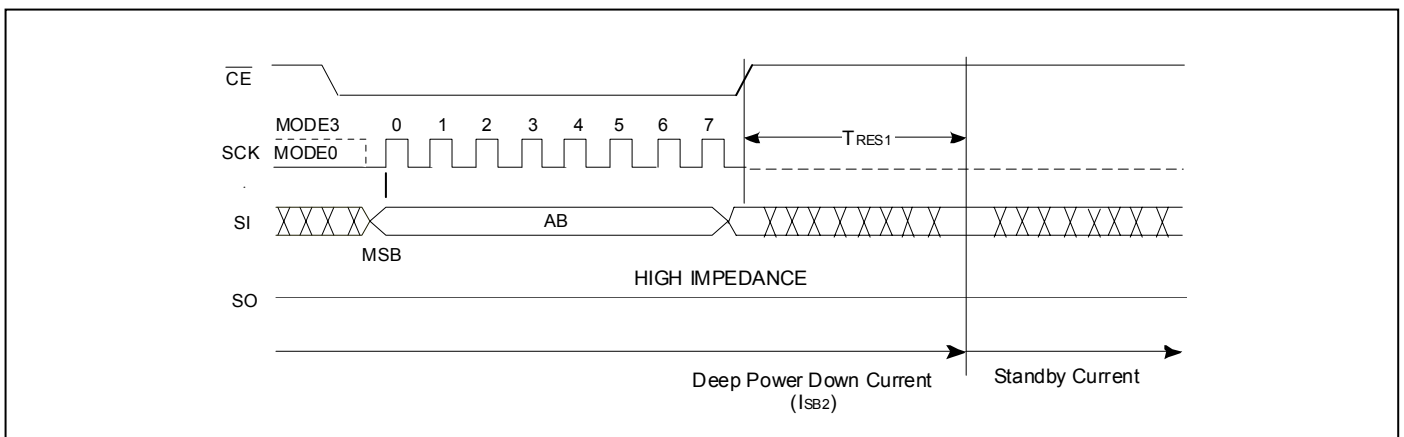 CE
MODE3 0 1 2 3 4 5 6 7
SCK MODE0
TRES1
SI AB
MSB
HIGH IMPEDANCE
SO
Deep Power Down Current
(ISB2)
Standby Current